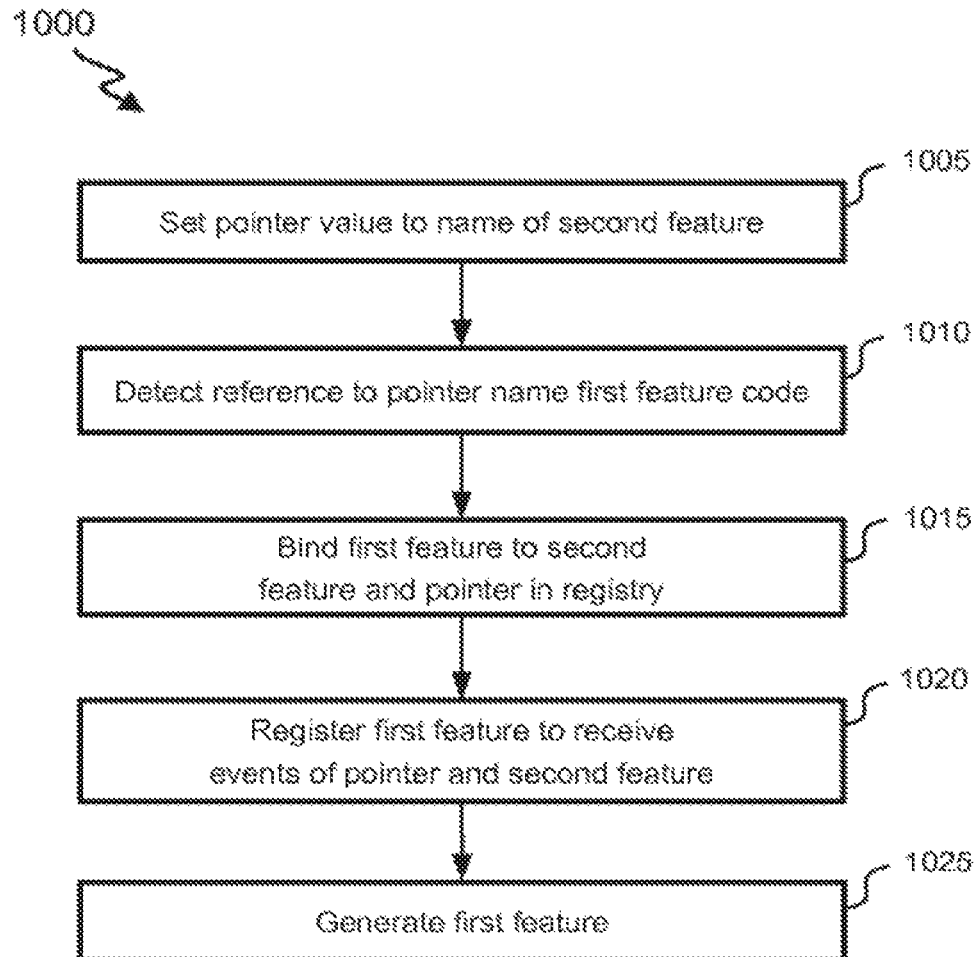 1000
1005
Set pointer value to name of second feature
1010
Detect reference to pointer name first feature code
1015
Bind first feature to second
feature and pointer in registry
1020
Register first feature to receive
events of pointer and second feature
1025
Generate first feature